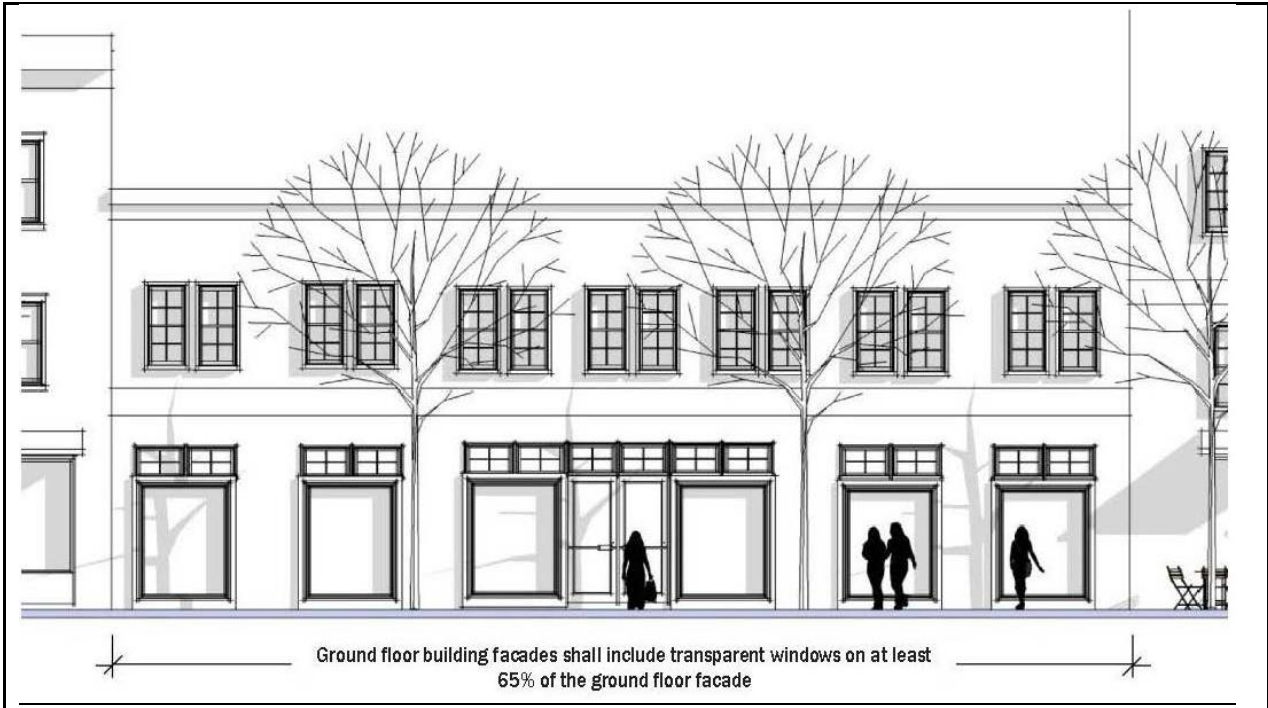 Ground floor building facades shall include transparent windows on at least
65% of the ground floor facade